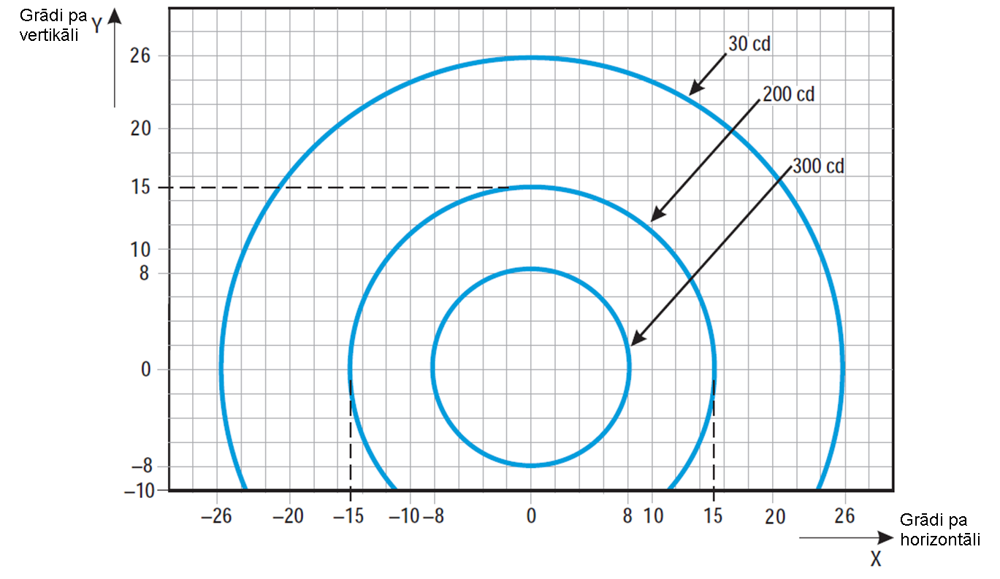 Grādi pa
vertikāli
Y
26
20
15
10
8
0
–8
–10
30 cd
200 cd
300 cd
–26 –20 –15 –10 –8 0 8 10 15 20 26
Grādi pa
horizontāli
X